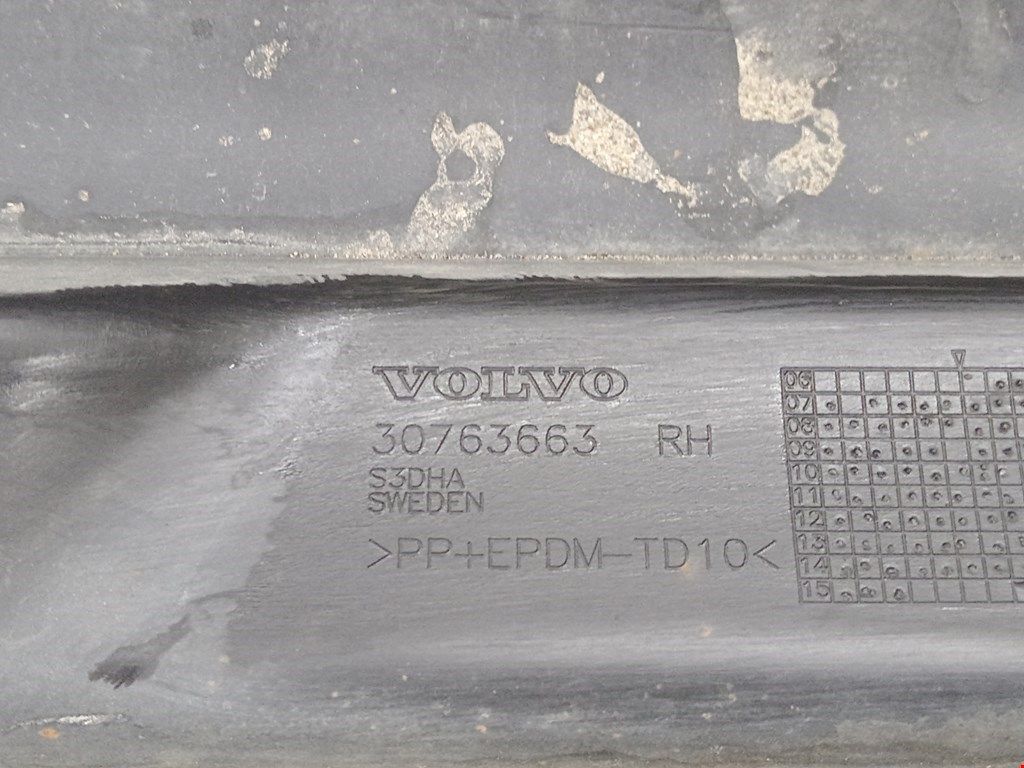 VOLVO
30763663 RH
S3DHA
SWEDEN
>PP+EPDM-TD10<
06
07
08
09
10
11
12
13
14
15